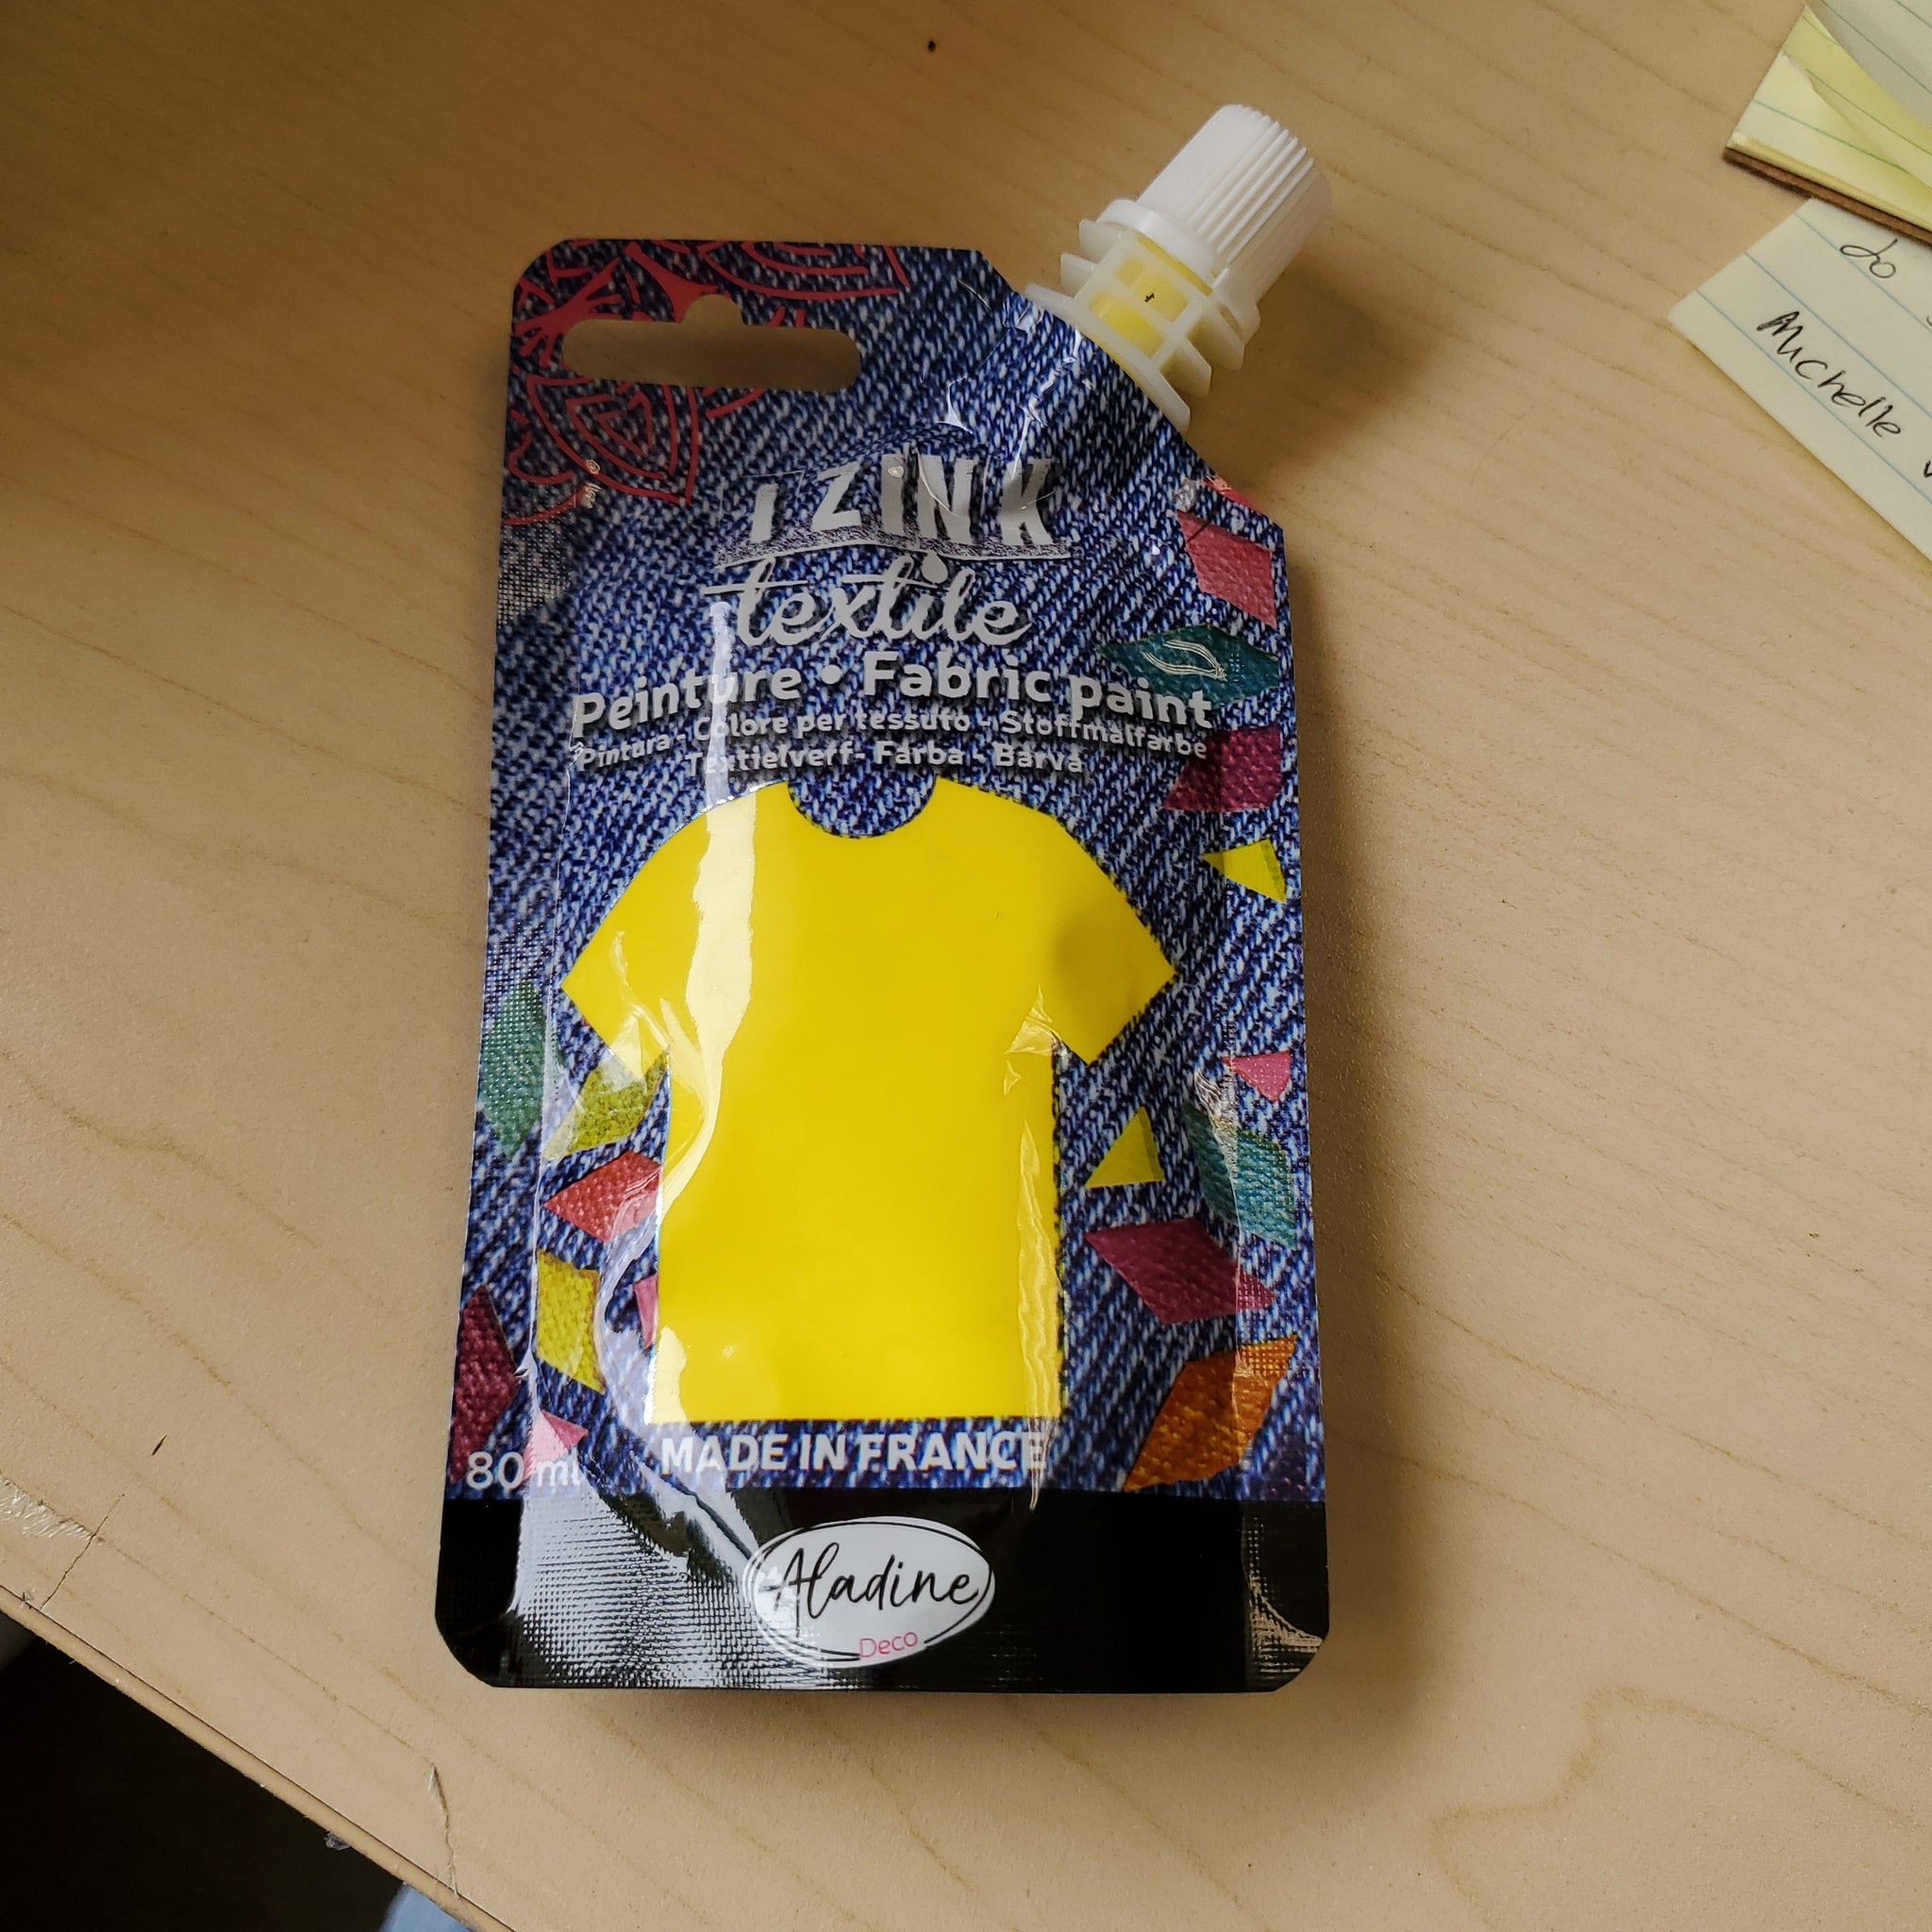 IZINK
textile
Peinture • Fabric paint
Pintura - Colore per tessuto - Stoffmalfarbe
Textielverf - Farba - Barva
80 ml
MADE IN FRANCE
Aladine
Deco
do
Michelle